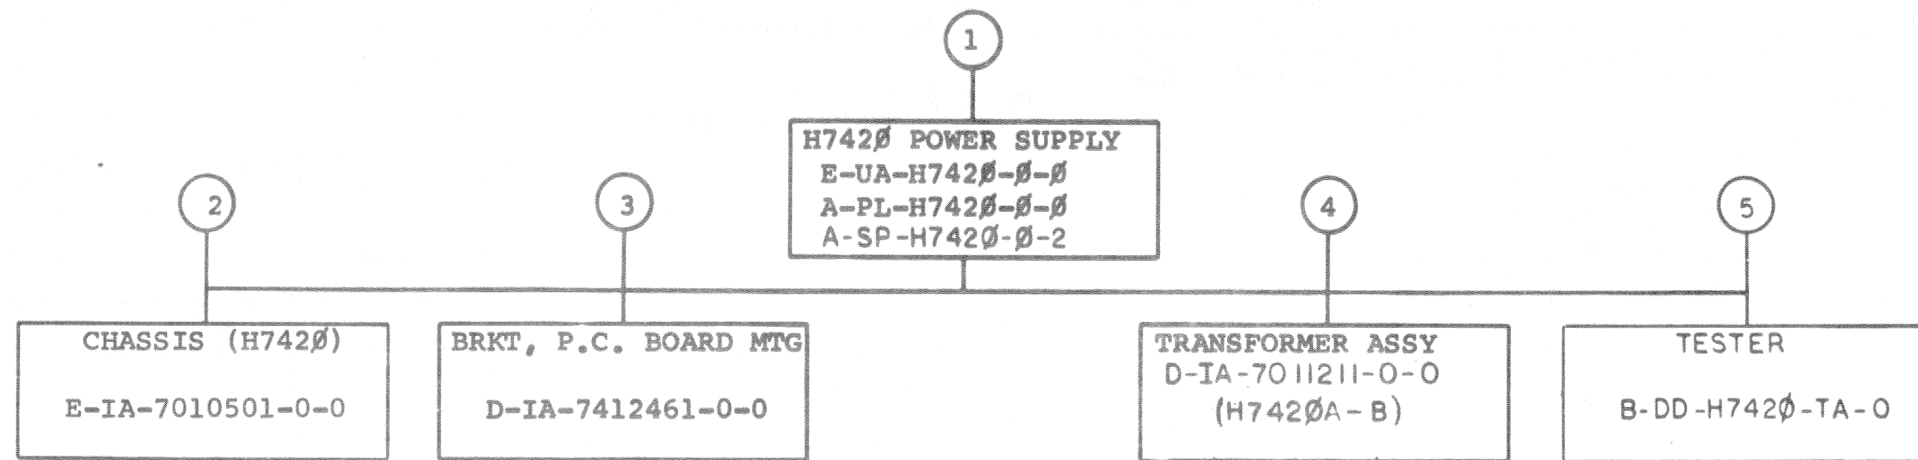 1
H742Ø POWER SUPPLY
E-UA-H742Ø-Ø-Ø
A-PL-H742Ø-Ø-Ø
A-SP-H742Ø-Ø-2
2
3
4
5
CHASSIS (H742Ø)
E-IA-7010501-0-0
BRKT, P.C. BOARD MTG
D-IA-7412461-0-0
TRANSFORMER ASSY
D-IA-7011211-0-0
(H742ØA-B)
TESTER
B-DD-H742Ø-TA-0